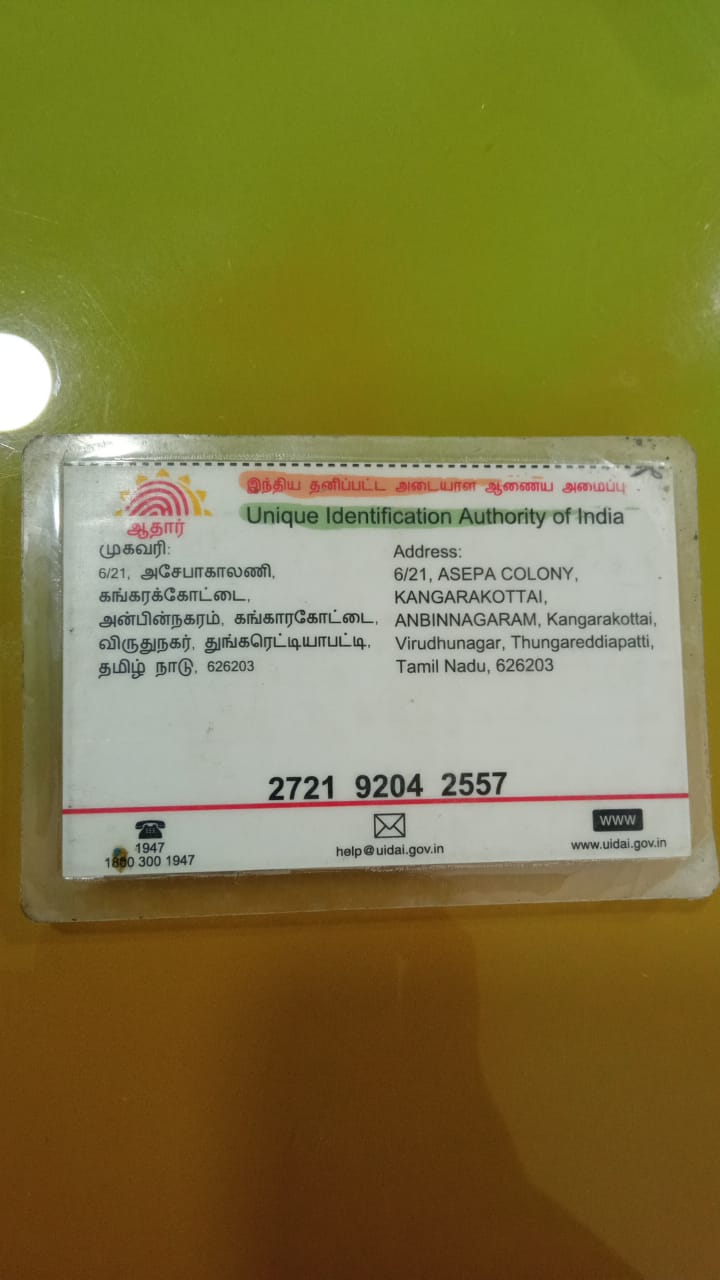 இந்திய தனிப்பட்ட அடையாள ஆணைய அமைப்பு
ஆதார்
Unique Identification Authority of India
முகவரி:
6/21, அசேபாகாலணி,
கங்கரக்கோட்டை,
அன்பின்நகரம், கங்காரகோட்டை,
விருதுநகர், துங்கரெட்டியாபட்டி,
தமிழ் நாடு, 626203
Address:
6/21, ASEPA COLONY,
KANGARAKOTTAI,
ANBINNAGARAM, Kangarakottai,
Virudhunagar, Thungareddiapatti,
Tamil Nadu, 626203
2721 9204 2557
1947
1800 300 1947
help@uidai.gov.in
WWW
www.uidai.gov.in